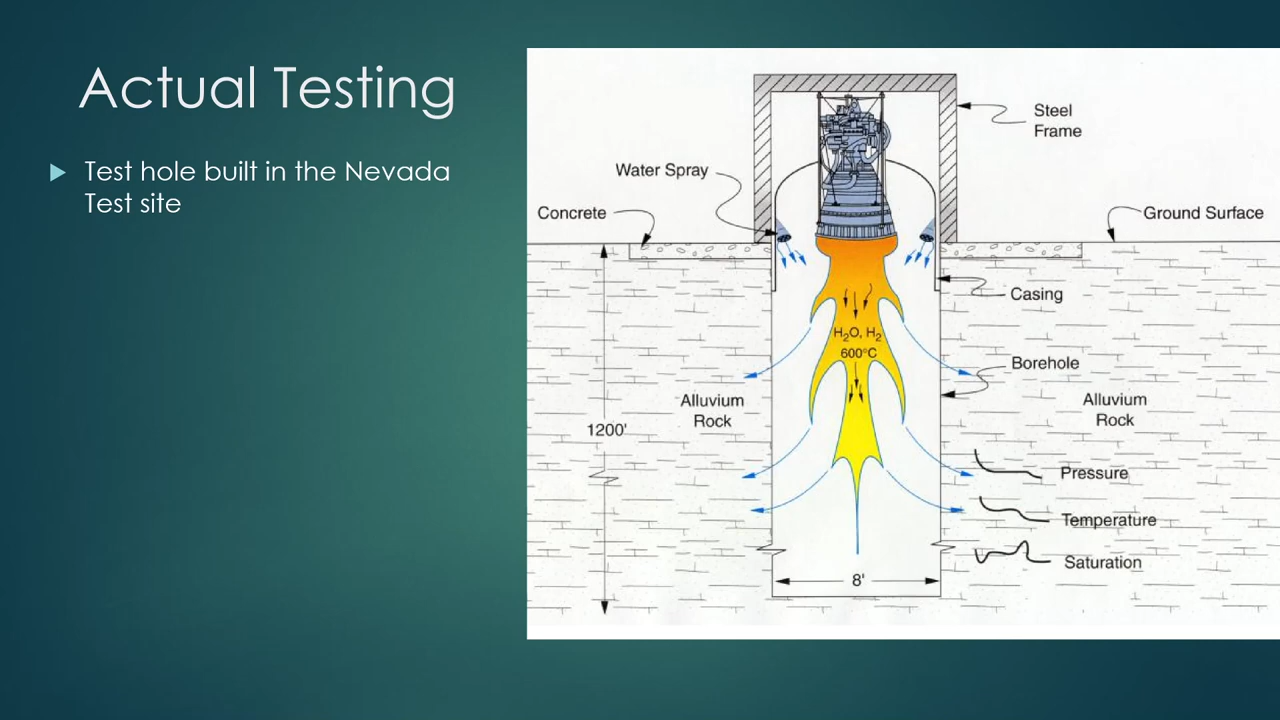 Actual Testing
Test hole built in the Nevada
Test site
Steel
Frame
Water Spray
Concrete
Ground Surface
Casing
H₂O, H₂
600°C
Borehole
Alluvium
Rock
Alluvium
Rock
1200'
Pressure
Temperature
Saturation
8'